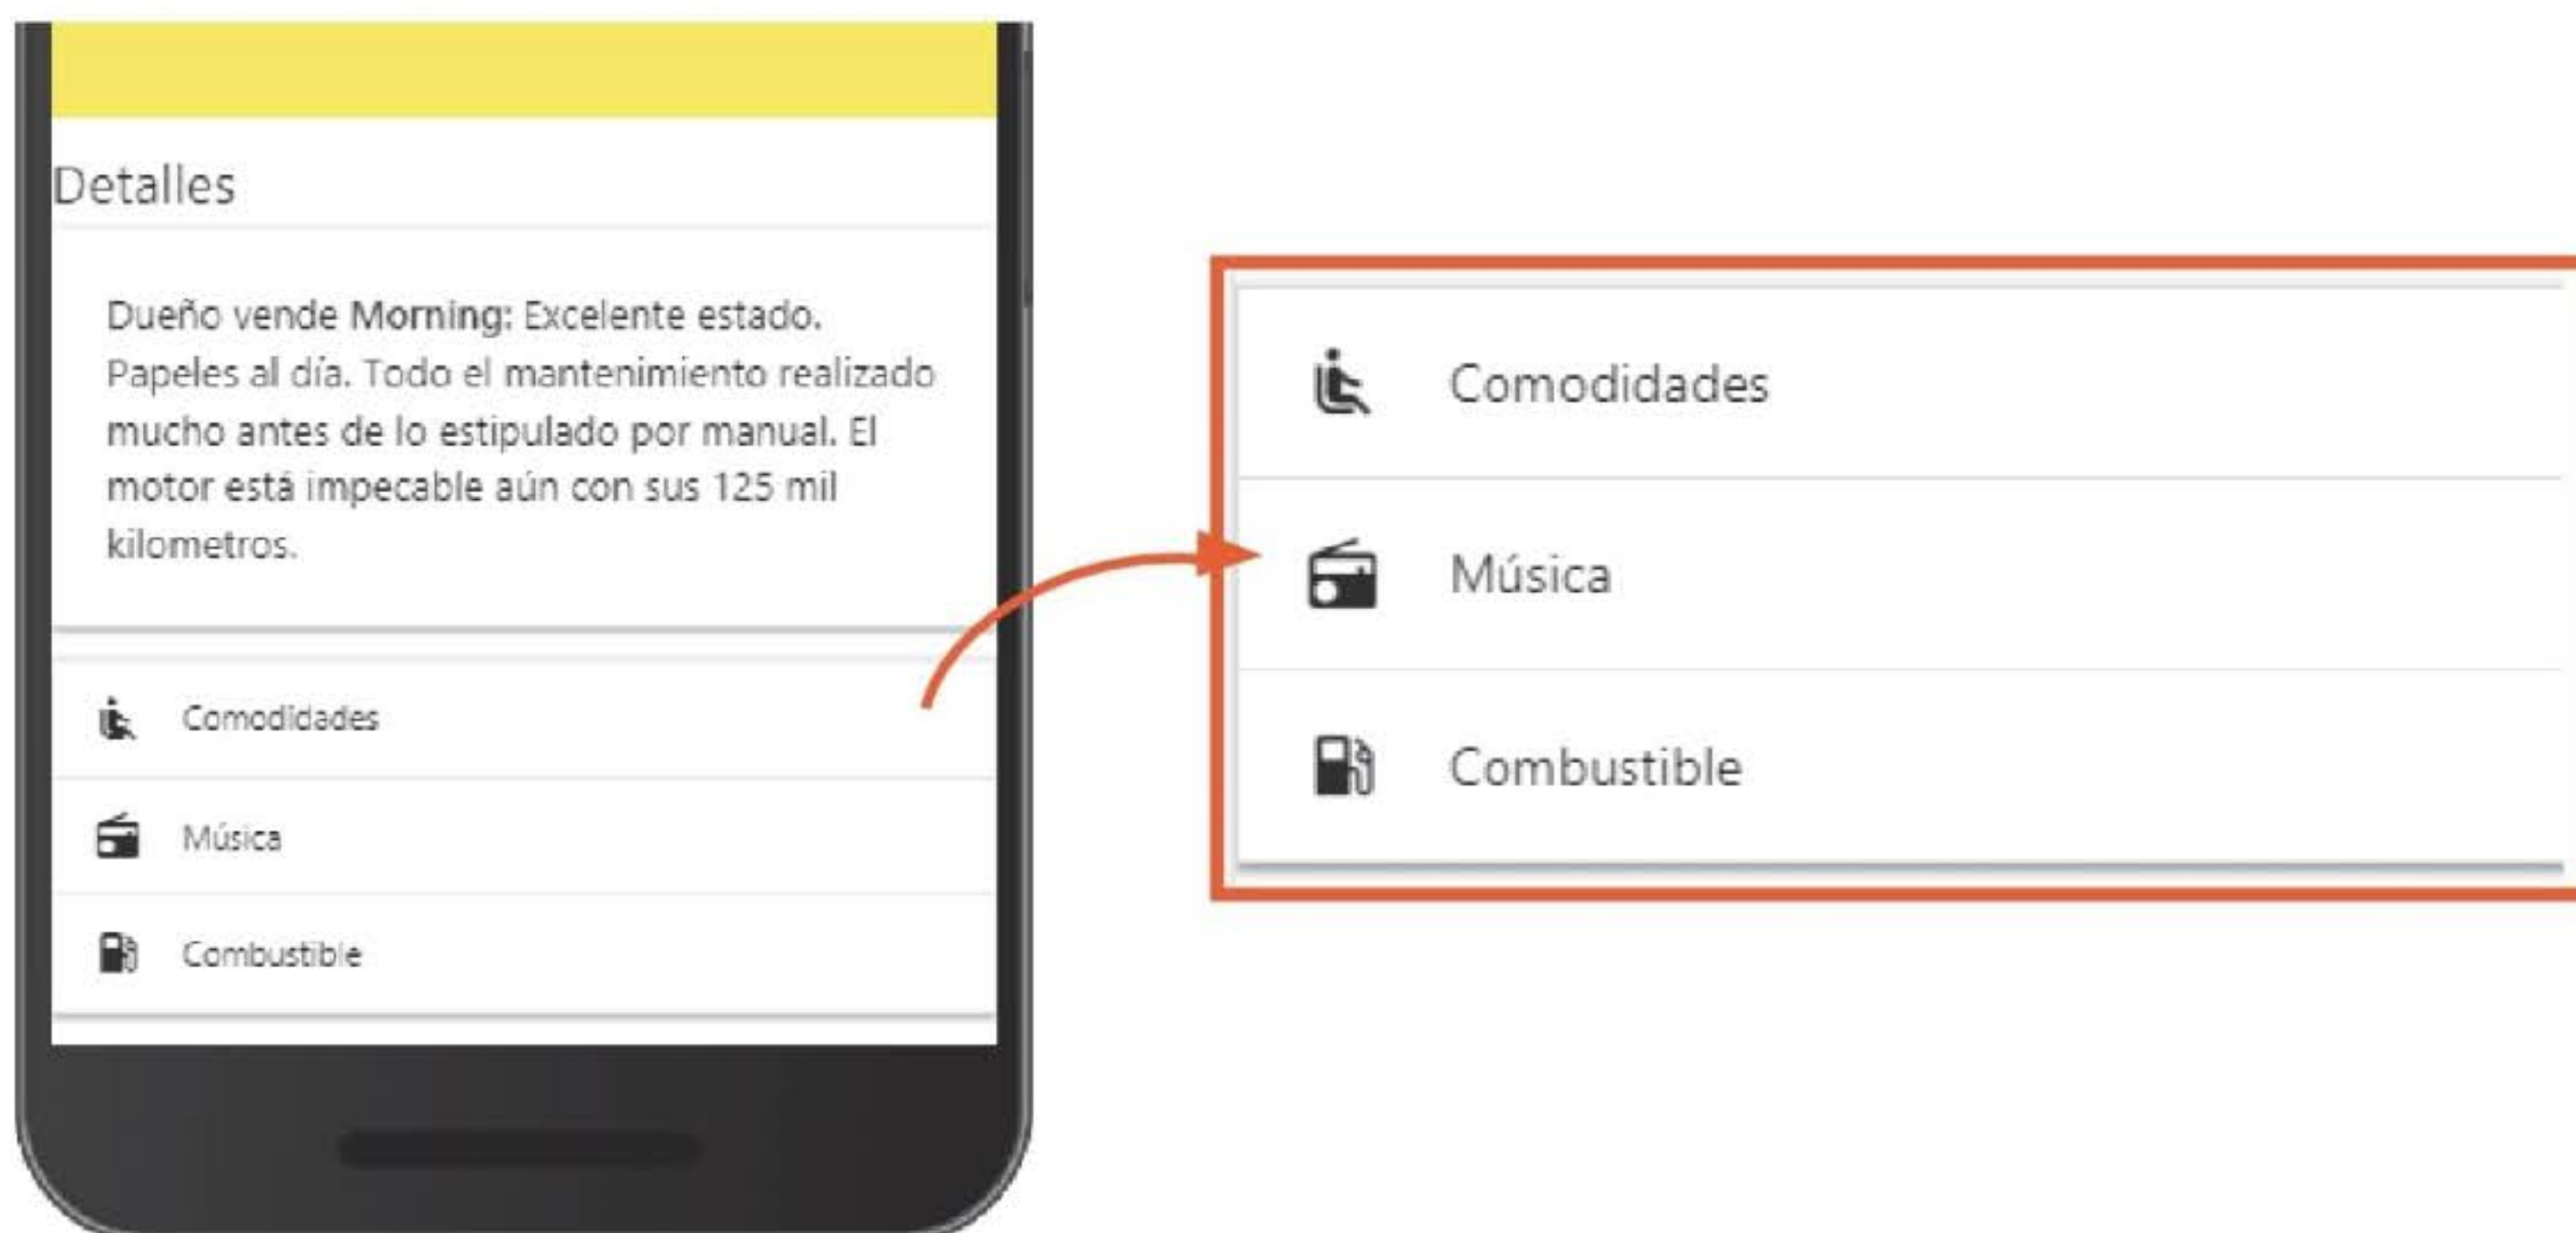 Detalles
Dueño vende Morning: Excelente estado.
Papeles al día. Todo el mantenimiento realizado
mucho antes de lo estipulado por manual. El
motor está impecable aún con sus 125 mil
kilometros.
Comodidades
Música
Combustible
Comodidades
Música
Combustible